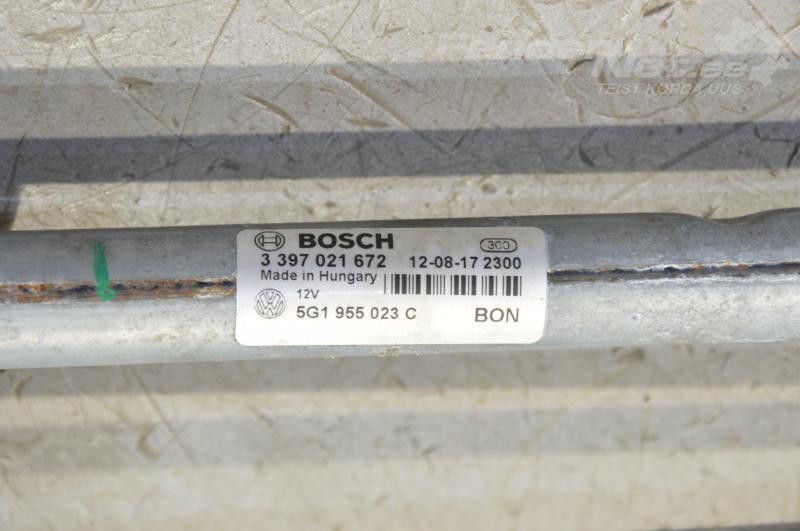 TEIST KORDA UUS
BOSCH 300
3 397 021 672 12-08-17 2300
Made in Hungary
12V
5G1 955 023 C BON